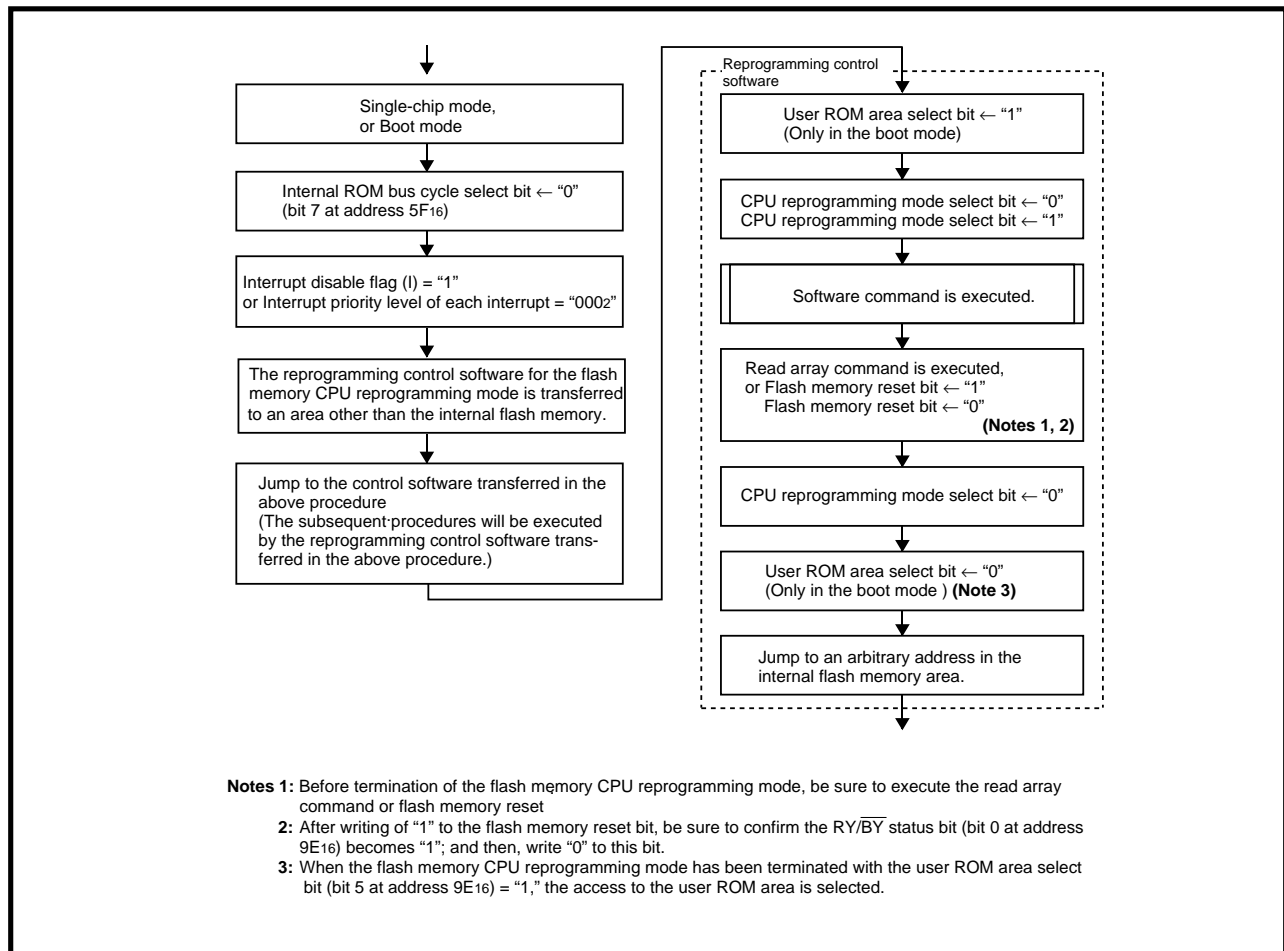 Single-chip mode,
or Boot mode
Internal ROM bus cycle select bit ← “0”
(bit 7 at address 5F16)
Interrupt disable flag (I) = “1”
or Interrupt priority level of each interrupt = “0002”
The reprogramming control software for the flash
memory CPU reprogramming mode is transferred
to an area other than the internal flash memory.
Jump to the control software transferred in the
above procedure
(The subsequent·procedures will be executed
by the reprogramming control software trans-
ferred in the above procedure.)
Reprogramming control
software
User ROM area select bit ← “1”
(Only in the boot mode)
CPU reprogramming mode select bit ← “0”
CPU reprogramming mode select bit ← “1”
Software command is executed.
Read array command is executed,
or Flash memory reset bit ← “1”
Flash memory reset bit ← “0”
(Notes 1, 2)
CPU reprogramming mode select bit ← “0”
User ROM area select bit ← “0”
(Only in the boot mode ) (Note 3)
Jump to an arbitrary address in the
internal flash memory area.
Notes 1: Before termination of the flash memory CPU reprogramming mode, be sure to execute the read array
command or flash memory reset
2: After writing of “1” to the flash memory reset bit, be sure to confirm the RY/BY status bit (bit 0 at address
9E16) becomes “1”; and then, write “0” to this bit.
3: When the flash memory CPU reprogramming mode has been terminated with the user ROM area select
bit (bit 5 at address 9E16) = “1,” the access to the user ROM area is selected.